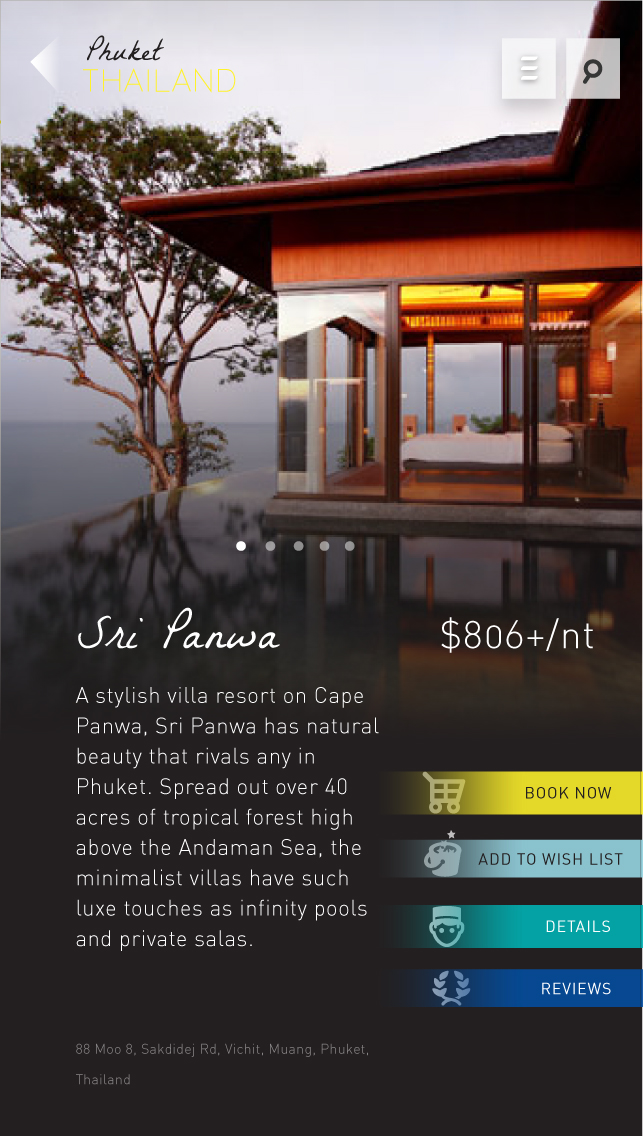 Phuket
THAILAND
Sri Panwa
$806+/nt
A stylish villa resort on Cape
Panwa, Sri Panwa has natural
beauty that rivals any in
Phuket. Spread out over 40
acres of tropical forest high
above the Andaman Sea, the
minimalist villas have such
luxe touches as infinity pools
and private salas.
BOOK NOW
ADD TO WISH LIST
DETAILS
REVIEWS
88 Moo 8, Sakdidej Rd, Vichit, Muang, Phuket,
Thailand